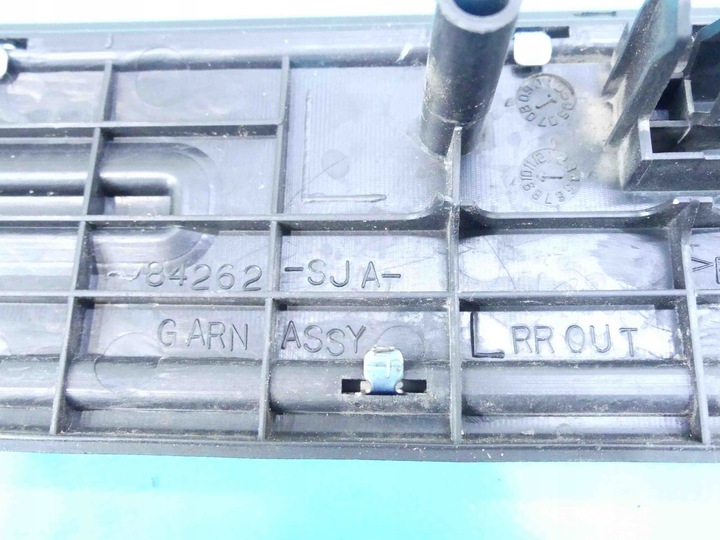 84262-SJA-
GARN ASSY L RR OUT